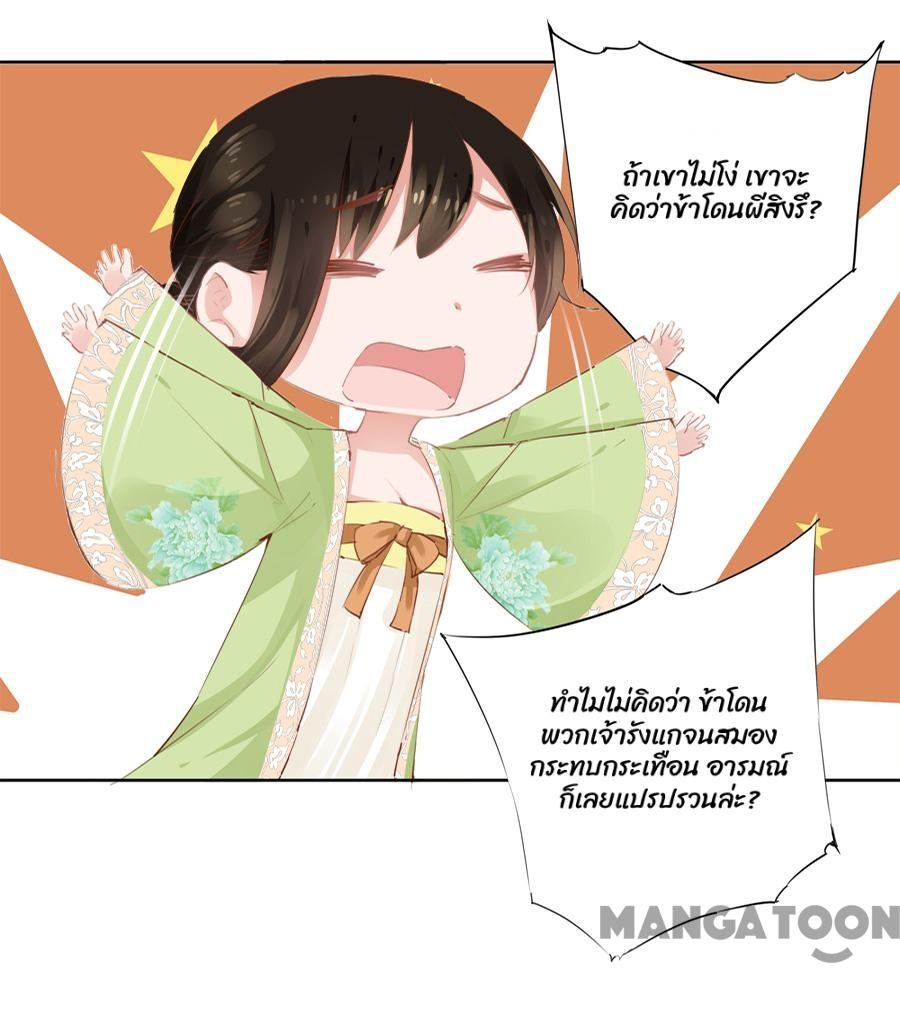 ถ้าเขาไม่โง่ เขาจะ
คิดว่าข้าโดนผีสิงรึ?
ทำไมไม่คิดว่า ข้าโดน
พวกเจ้ารังแกจนสมอง
กระทบกระเทือน อารมณ์
ก็เลยแปรปรวนล่ะ?
MANGATOON